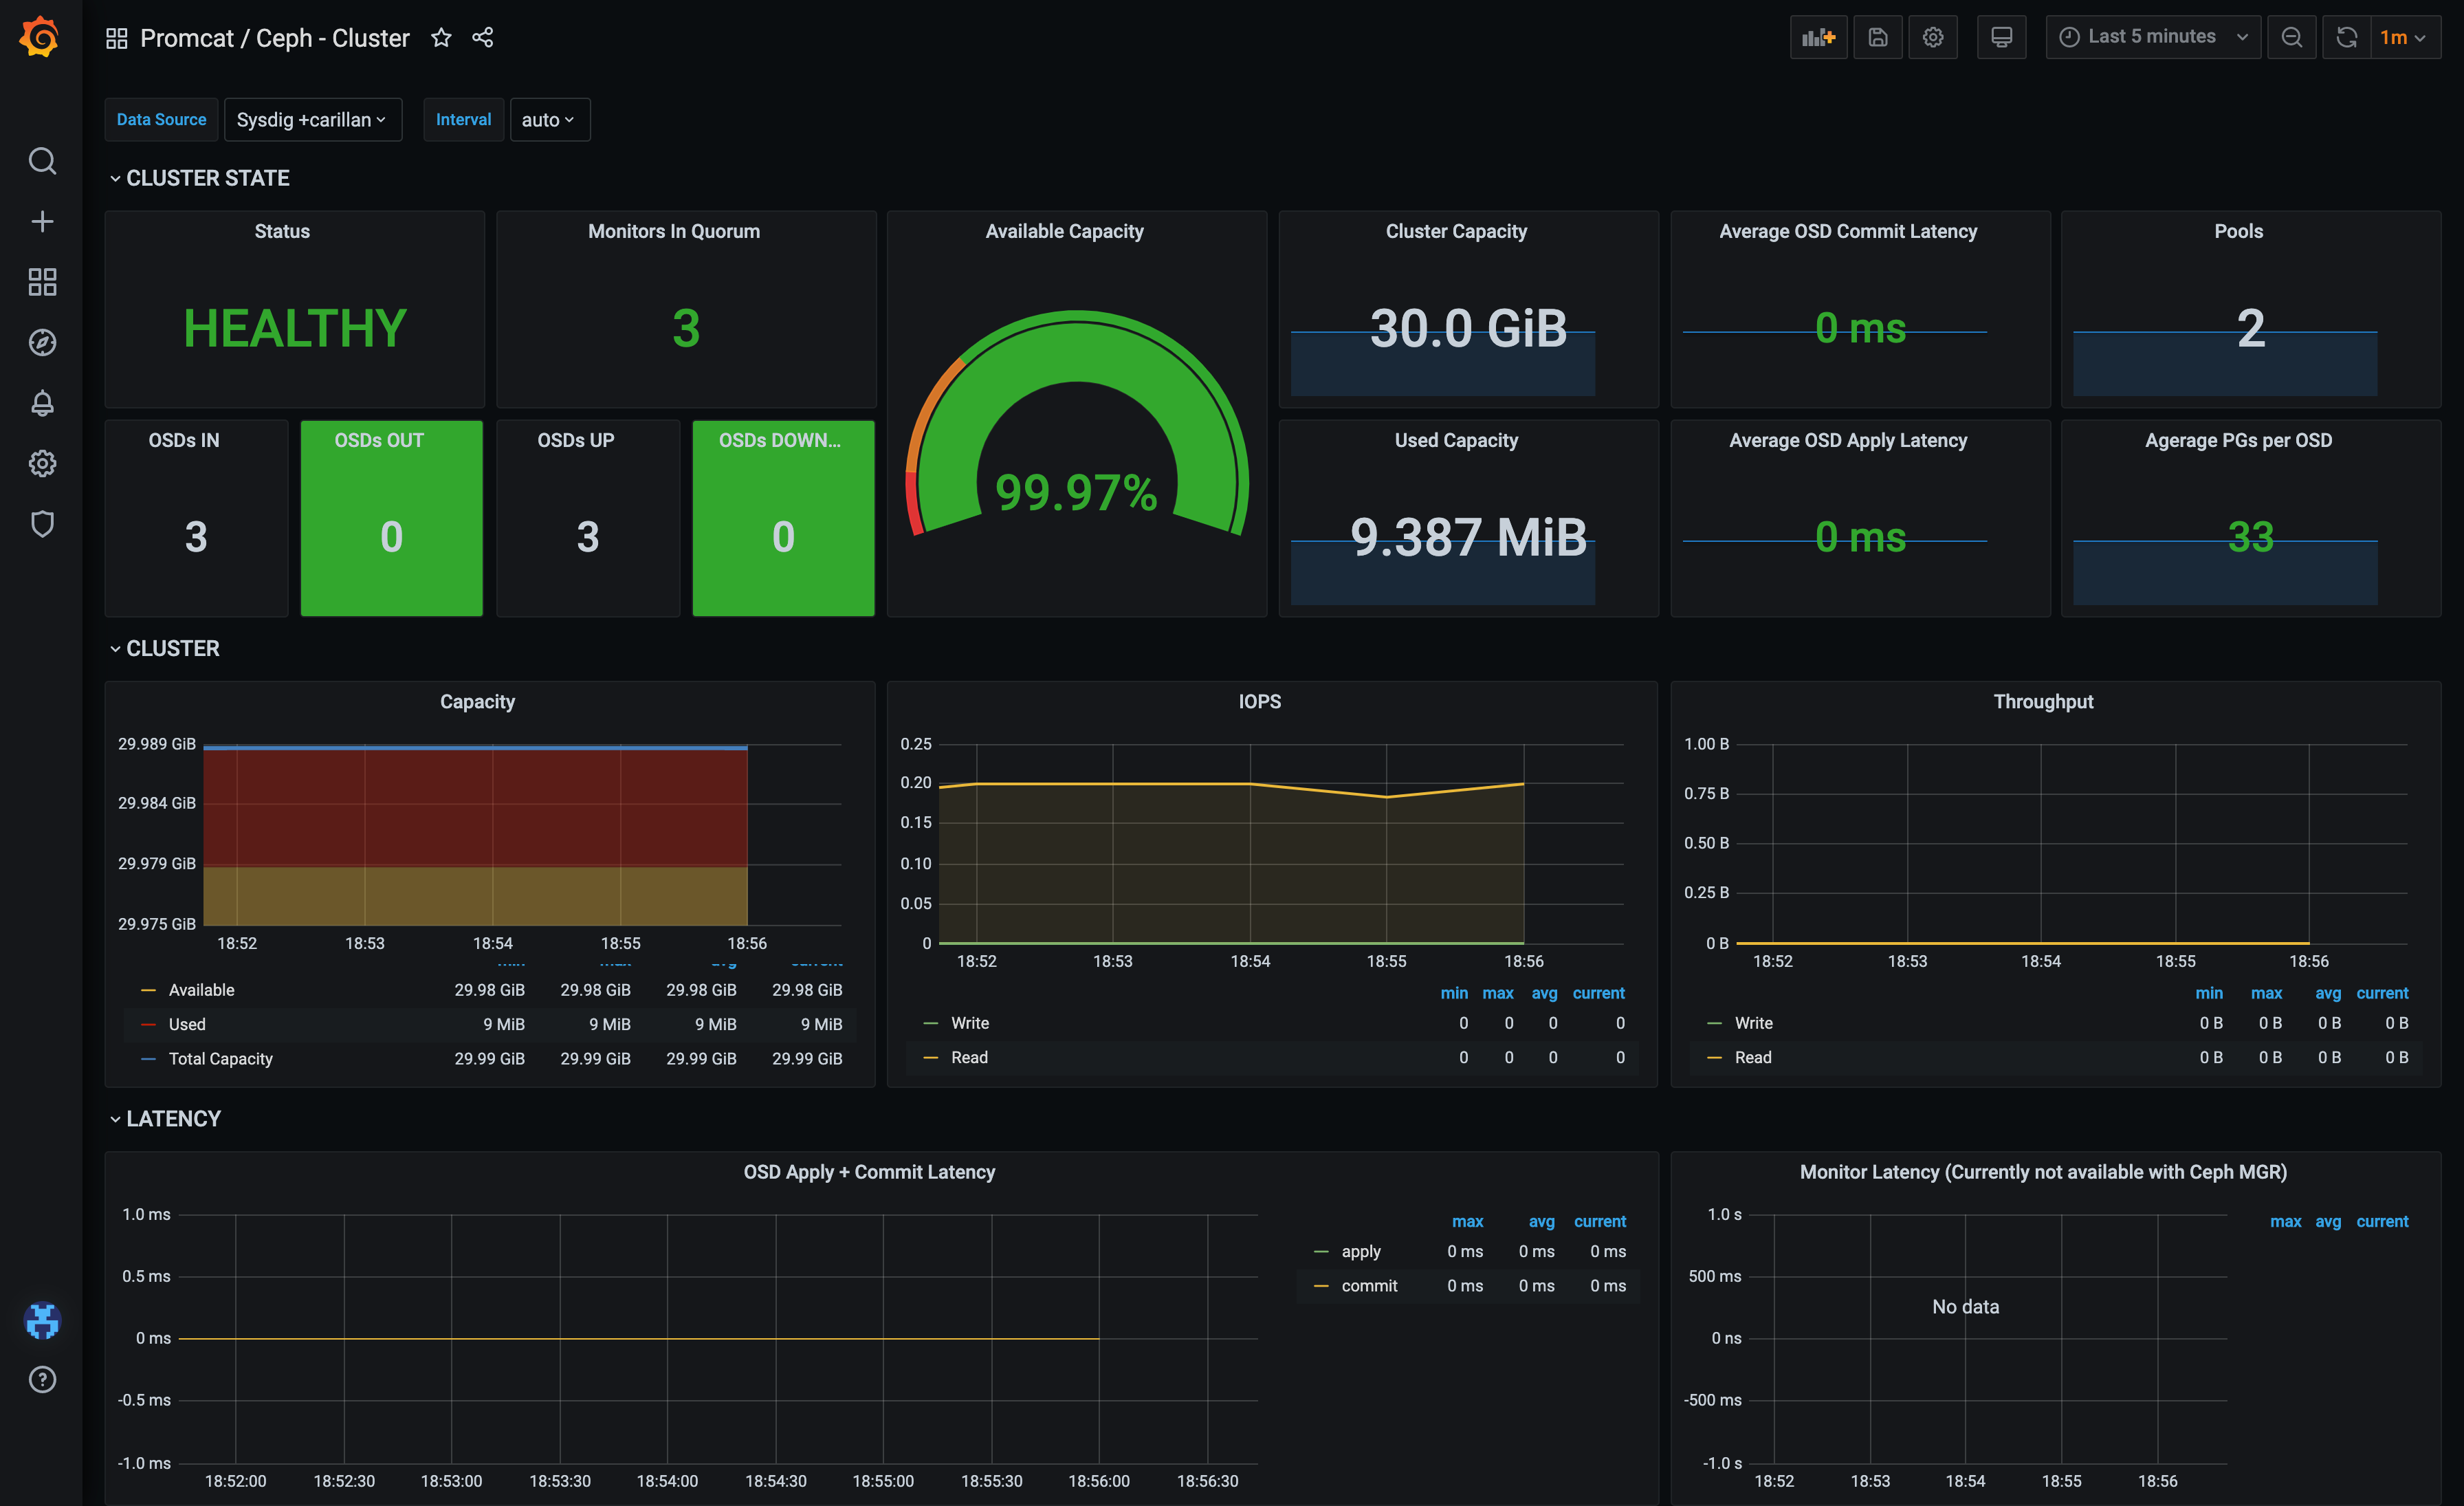 Promcat / Ceph - Cluster
Last 5 minutes
1m
Data Source
Sysdig +carillan
Interval
auto
CLUSTER STATE
Status
HEALTHY
Monitors In Quorum
3
Available Capacity
99.97%
Cluster Capacity
30.0 GiB
Average OSD Commit Latency
0 ms
Pools
2
OSDs IN
3
OSDs OUT
0
OSDs UP
3
OSDs DOWN...
0
Used Capacity
9.387 MiB
Average OSD Apply Latency
0 ms
Agerage PGs per OSD
33
CLUSTER
Capacity
29.989 GiB
29.984 GiB
29.979 GiB
29.975 GiB
18:52 18:53 18:54 18:55 18:56
min max avg current
Available 29.98 GiB 29.98 GiB 29.98 GiB 29.98 GiB
Used 9 MiB 9 MiB 9 MiB 9 MiB
Total Capacity 29.99 GiB 29.99 GiB 29.99 GiB 29.99 GiB
IOPS
0.25
0.20
0.15
0.10
0.05
0
18:52 18:53 18:54 18:55 18:56
min max avg current
Write 0 0 0 0
Read 0 0 0 0
Throughput
1.00 B
0.75 B
0.50 B
0.25 B
0 B
18:52 18:53 18:54 18:55 18:56
min max avg current
Write 0 B 0 B 0 B 0 B
Read 0 B 0 B 0 B 0 B
LATENCY
OSD Apply + Commit Latency
1.0 ms
0.5 ms
0 ms
-0.5 ms
-1.0 ms
18:52:00 18:52:30 18:53:00 18:53:30 18:54:00 18:54:30 18:55:00 18:55:30 18:56:00 18:56:30
max avg current
apply 0 ms 0 ms 0 ms
commit 0 ms 0 ms 0 ms
Monitor Latency (Currently not available with Ceph MGR)
1.0 s
500 ms
0 ns
-500 ms
-1.0 s
No data
18:52 18:53 18:54 18:55 18:56
max avg current